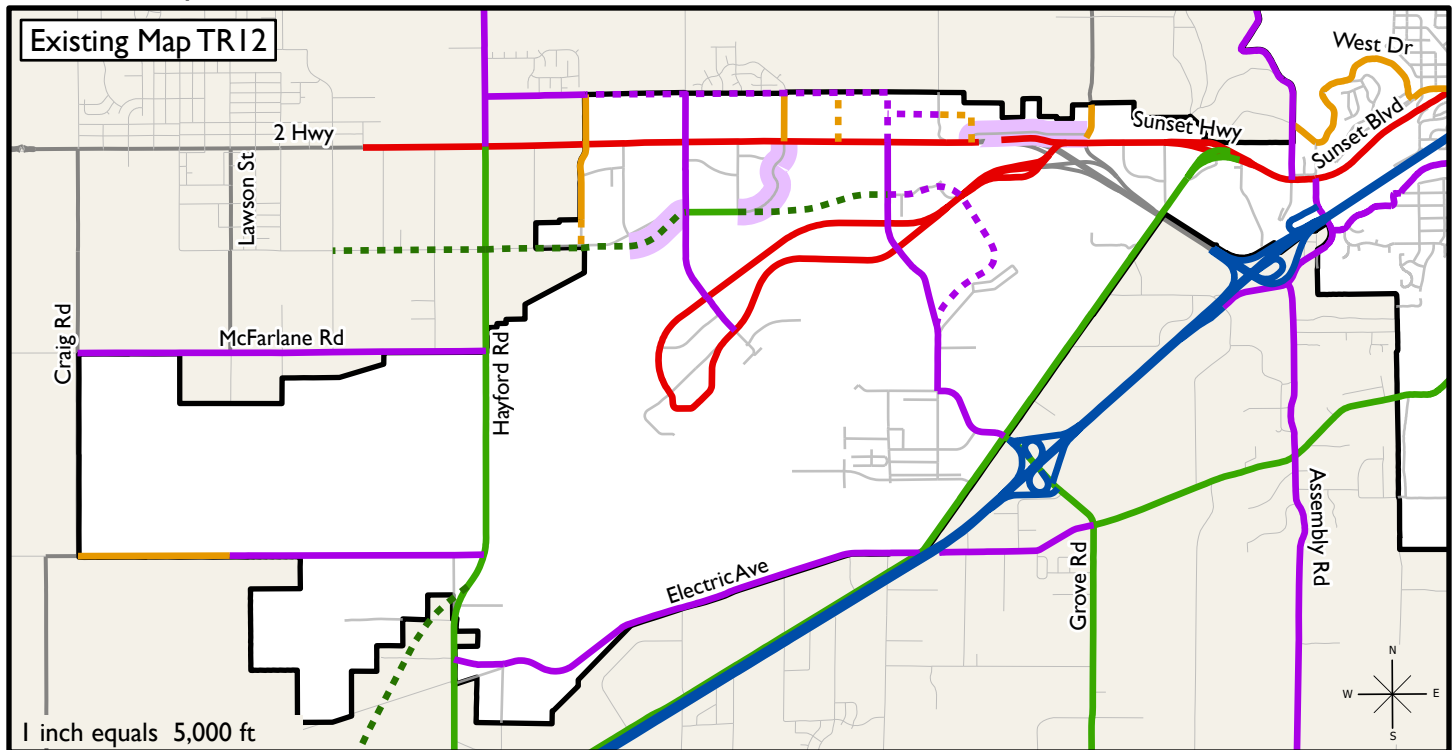 Existing Map TR12
West Dr
2 Hwy
Sunset Hwy
Sunset Blvd
Lawson St
Craig Rd
McFarlane Rd
Hayford Rd
Assembly Rd
Electric Ave
Grove Rd
N
W E
S
1 inch equals 5,000 ft